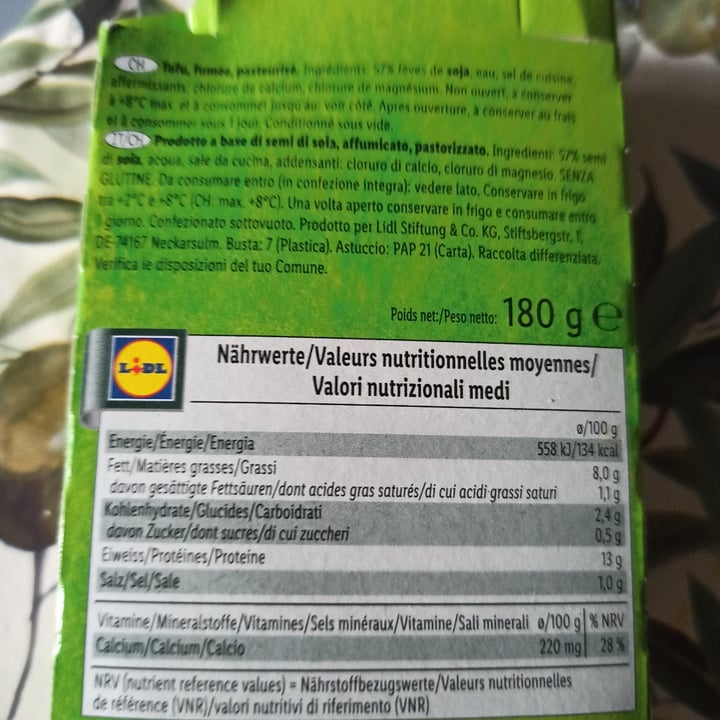 CH Tofu, fumée, pasteurisé. Ingrédients: 57% fèves de soja, eau, sel de cuisine,
affermissants: chlorure de calcium, chlorure de magnésium. Non ouvert, à conserver
à +8°C max. et à consommer jusqu'au: voir côté. Après ouverture, à conserver au frais
et à consommer sous 1 jour. Conditionné sous vide.
IT/CH Prodotto a base di semi di soia, affumicato, pastorizzato. Ingredienti: 57% semi
di soia, acqua, sale da cucina, addensanti: cloruro di calcio, cloruro di magnesio. SENZA
GLUTINE. Da consumare entro (in confezione integra): vedere lato. Conservare in frigo
tra +2°C e +8°C (CH: max. +8°C). Una volta aperto conservare in frigo e consumare entro
1 giorno. Confezionato sottovuoto. Prodotto per Lidl Stiftung & Co. KG, Stiftsbergstr. 1,
DE-74167 Neckarsulm. Busta: 7 (Plastica). Astuccio: PAP 21 (Carta). Raccolta differenziata.
Verifica le disposizioni del tuo Comune.
Poids net:/Peso netto: 180 g e
LIDL
Nährwerte/Valeurs nutritionnelles moyennes/
Valori nutrizionali medi
ø/100 g
Energie/Énergie/Energia 558 kJ/134 kcal
Fett/Matières grasses/Grassi 8,0 g
davon gesättigte Fettsäuren/dont acides gras saturés/di cui acidi grassi saturi 1,1 g
Kohlenhydrate/Glucides/Carboidrati 2,4 g
davon Zucker/dont sucres/di cui zuccheri 0,5 g
Eiweiss/Protéines/Proteine 13 g
Salz/Sel/Sale 1,0 g
Vitamine/Mineralstoffe/Vitamines/Sels minéraux/Vitamine/Sali minerali ø/100 g % NRV
Calcium/Calcium/Calcio 220 mg 28 %
NRV (nutrient reference values) = Nährstoffbezugswerte/Valeurs nutritionnelles
de référence (VNR)/valori nutritivi di riferimento (VNR)